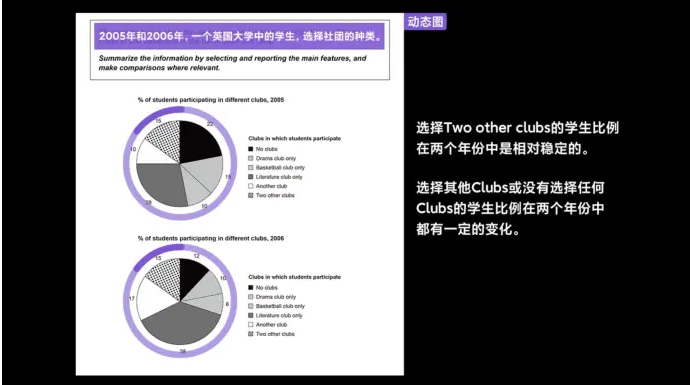 2005年和2006年,一个英国大学中的学生,选择社团的种类。
动态图
Summarize the information by selecting and reporting the main features, and
make comparisons where relevant.
% of students participating in different clubs, 2005
15
22
10
15
28
10
Clubs in which students participate
No clubs
Drama club only
Basketball club only
Literature club only
Another club
Two other clubs
选择Two other clubs的学生比例
在两个年份中是相对稳定的。
选择其他Clubs或没有选择任何
Clubs的学生比例在两个年份中
都有一定的变化。
% of students participating in different clubs, 2006
15
12
10
17
8
38
Clubs in which students participate
No clubs
Drama club only
Basketball club only
Literature club only
Another club
Two other clubs